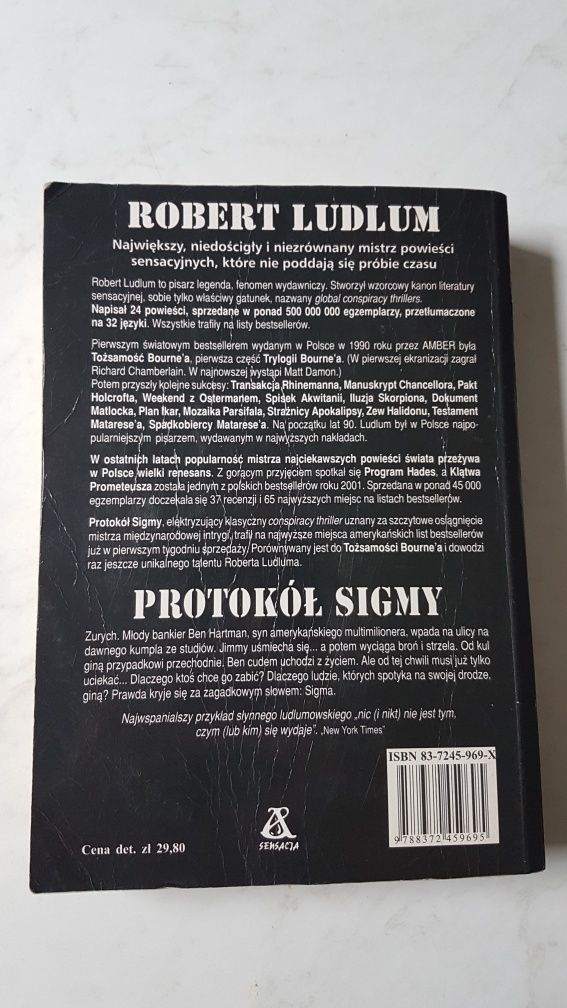 ROBERT LUDLUM
Największy, niedościgły i niezrównany mistrz powieści
sensacyjnych, które nie poddają się próbie czasu
Robert Ludlum to pisarz legenda, fenomen wydawniczy. Stworzył wzorcowy kanon literatury
sensacyjnej, sobie tylko właściwy gatunek, nazwany global conspiracy thrillers.
Napisał 24 powieści, sprzedane w ponad 500 000 000 egzemplarzy, przetłumaczone
na 32 języki. Wszystkie trafiły na listy bestsellerów.
Pierwszym światowym bestsellerem wydanym w Polsce w 1990 roku przez AMBER była
Tożsamość Bourne'a, pierwsza część Trylogii Bourne'a. (W pierwszej ekranizacji zagrał
Richard Chamberlain. W najnowszej wystąpi Matt Damon.)
Potem przyszły kolejne sukcesy: Transakcja Rhinemanna, Manuskrypt Chancellora, Pakt
Holcrofta, Weekend z Ostermanem, Spisek Akwitanii, Iluzja Skorpiona, Dokument
Matlocka, Plan Ikar, Mozaika Parsifala, Strażnicy Apokalipsy, Zew Halidonu, Testament
Matarese'a, Spadkobiercy Matarese'a. Na początku lat 90. Ludlum był w Polsce najpo-
pularniejszym pisarzem, wydawanym w najwyższych nakładach.
W ostatnich latach popularność mistrza najciekawszych powieści świata przeżywa
w Polsce wielki renesans. Z gorącym przyjęciem spotkał się Program Hades, a Klątwa
Prometeusza została jednym z polskich bestsellerów roku 2001. Sprzedana w ponad 45 000
egzemplarzy doczekała się 37 recenzji i 65 najwyższych miejsc na listach bestsellerów.
Protokół Sigmy, elektryzujący klasyczny conspiracy thriller uznany za szczytowe osiągnięcie
mistrza międzynarodowej intrygi, trafił na najwyższe miejsca amerykańskich list bestsellerów
już w pierwszym tygodniu sprzedaży. Porównywany jest do Tożsamości Bourne'a i dowodzi
raz jeszcze unikalnego talentu Roberta Ludluma.
PROTOKÓŁ SIGMY
Zurych. Młody bankier Ben Hartman, syn amerykańskiego multimilionera, wpada na ulicy na
dawnego kumpla ze studiów. Jimmy uśmiecha się... a potem wyciąga broń i strzela. Od kul
giną przypadkowi przechodnie. Ben cudem uchodzi z życiem. Ale od tej chwili musi już tylko
uciekać... Dlaczego ktoś chce go zabić? Dlaczego ludzie, których spotyka na swojej drodze,
giną? Prawda kryje się za zagadkowym słowem: Sigma.
Najwspanialszy przykład słynnego ludlumowskiego „nic (i nikt) nie jest tym,
czym (lub kim) się wydaje”. „New York Times”
ISBN 83-7245-969-X
9 788372 459695
SENSACJA
Cena det. zł 29,80